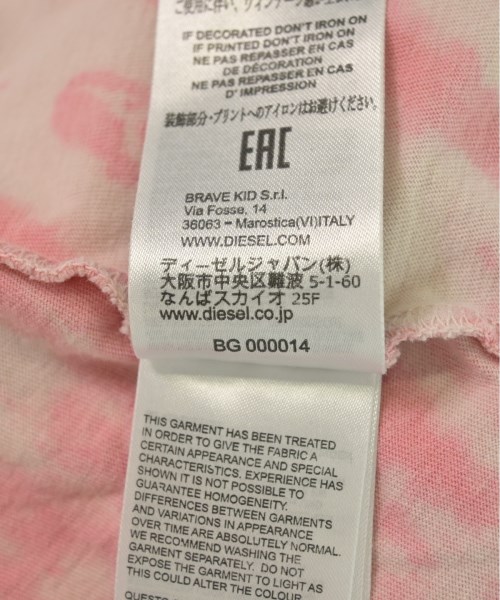 ご使用に伴い、
IF DECORATED DON'T IRON ON
IF PRINTED DON'T IRON ON
NE PAS REPASSER EN CAS
DE DÉCORATION
NE PAS REPASSER EN CAS
D' IMPRESSION
装飾部分・プリントへのアイロンはお避けください。
EAC
BRAVE KID S.r.l.
Via Fosse, 14
36063 – Marostica(VI)ITALY
WWW.DIESEL.COM
ディーゼルジャパン(株)
大阪市中央区難波 5-1-60
なんばスカイオ 25F
www.diesel.co.jp
BG 000014
THIS GARMENT HAS BEEN TREATED
IN ORDER TO GIVE THE FABRIC A
CERTAIN APPEARANCE AND SPECIAL
CHARACTERISTICS. EXPERIENCE HAS
SHOWN IT IS NOT POSSIBLE TO
GUARANTEE HOMOGENEITY.
DIFFERENCES BETWEEN GARMENTS
AND VARIATIONS IN APPEARANCE
OVER TIME ARE ABSOLUTELY NORMAL.
WE RECOMMEND WASHING THE
GARMENT SEPARATELY. DO NOT
EXPOSE THE GARMENT TO LIGHT AS
THIS COULD ALTER THE COLOUR